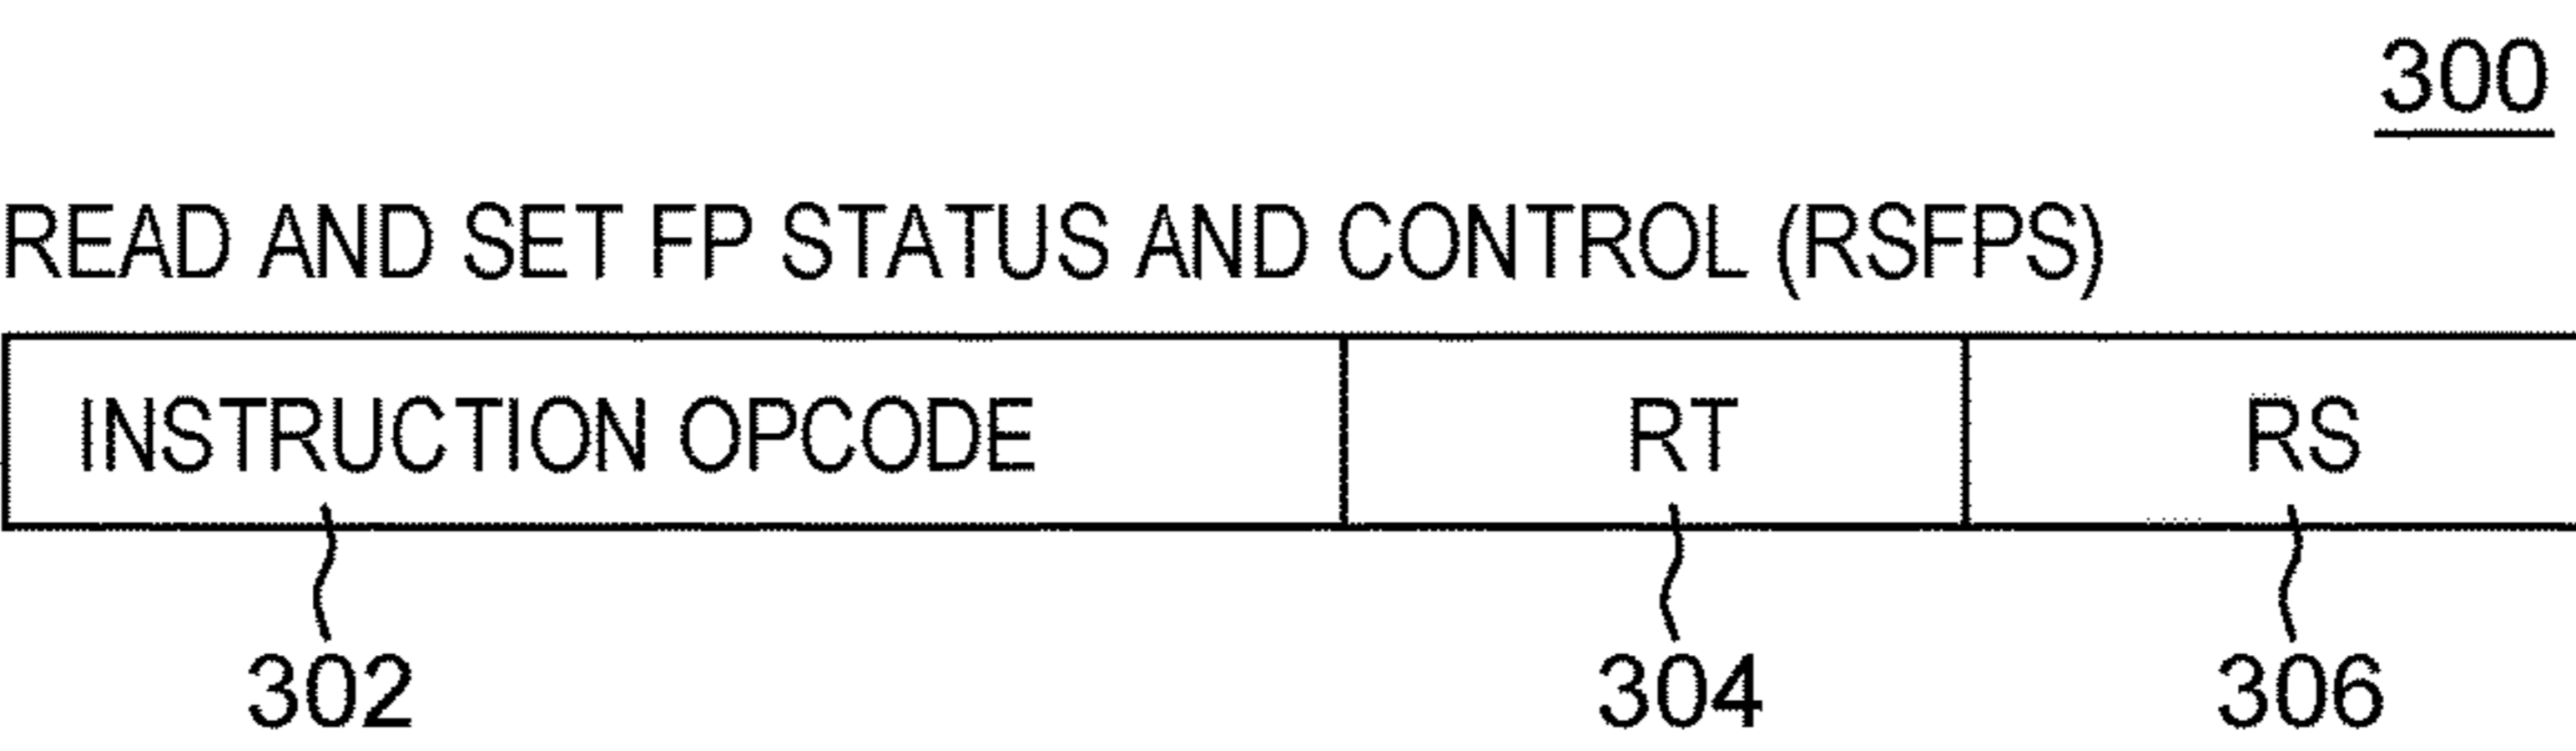 300
READ AND SET FP STATUS AND CONTROL (RSFPS)
INSTRUCTION OPCODE RT RS
302 304 306